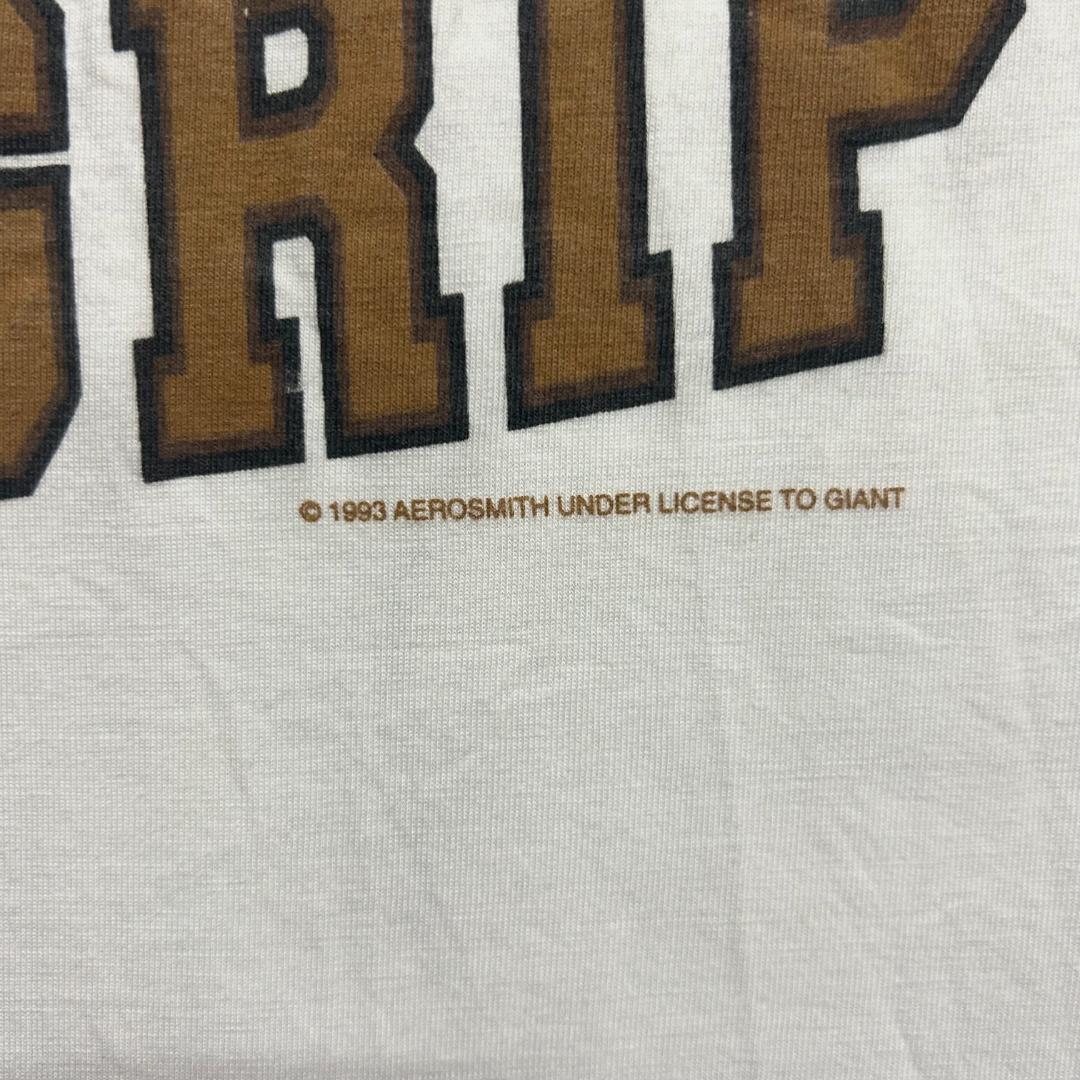 GRIP
© 1993 AEROSMITH UNDER LICENSE TO GIANT